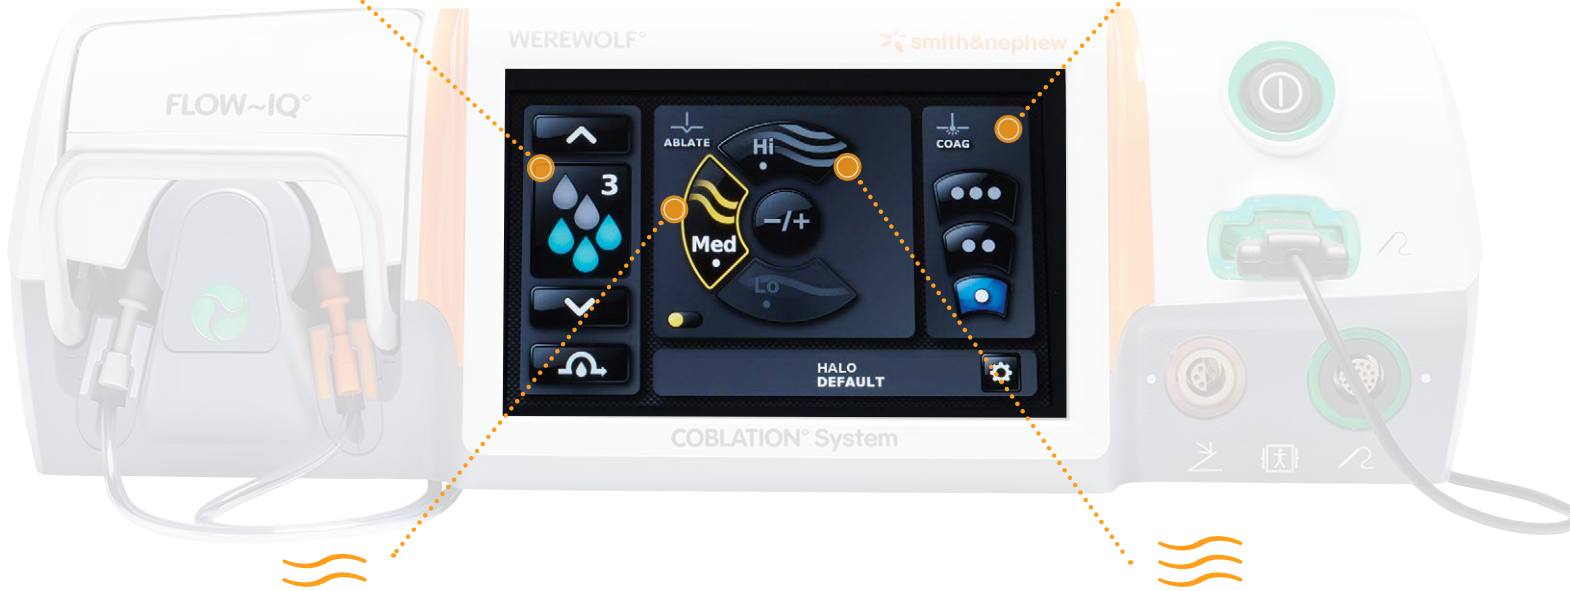 WEREWOLF◊
smith&nephew
FLOW~IQ◊
ABLATE
Hi
COAG
3
−/+
Med
Lo
HALO
DEFAULT
COBLATION◊ System